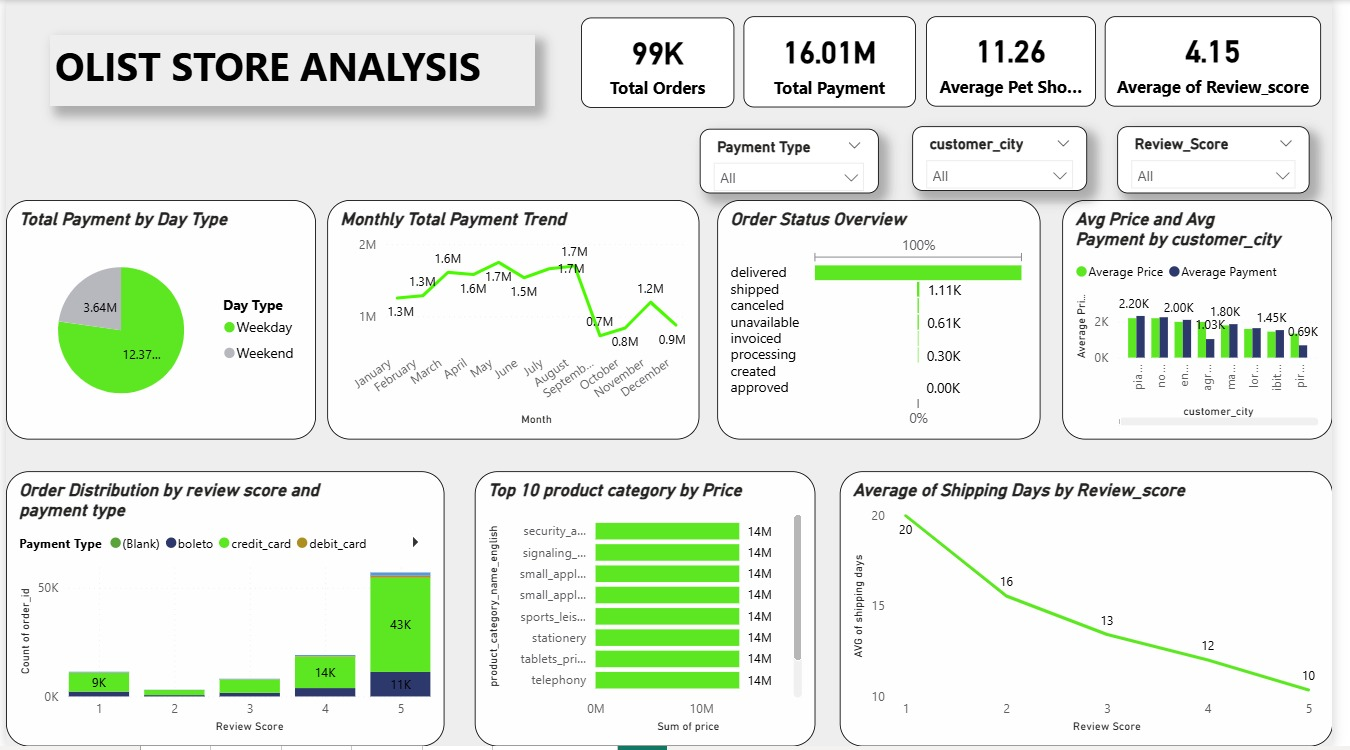 OLIST STORE ANALYSIS
99K
Total Orders
16.01M
Total Payment
11.26
Average Pet Sho...
4.15
Average of Review_score
Payment Type
All
customer_city
All
Review_Score
All
Total Payment by Day Type
3.64M
12.37...
Day Type
Weekday
Weekend
Monthly Total Payment Trend
2M
1M
1.3M
1.3M
1.6M
1.6M
1.7M
1.5M
1.7M
1.7M
0.7M
0.8M
1.2M
0.9M
January
February
March
April
May
June
July
August
Septemb...
October
November
December
Month
Order Status Overview
100%
delivered
shipped 1.11K
canceled
unavailable 0.61K
invoiced
processing 0.30K
created
approved 0.00K
0%
Avg Price and Avg
Payment by customer_city
Average Price Average Payment
Average Pri...
2K
0K
2.20K
2.00K
1.03K
1.80K
1.45K
0.69K
pia...
no...
en...
agr...
ma...
lor...
ibit...
pir...
customer_city
Order Distribution by review score and
payment type
Payment Type (Blank) boleto credit_card debit_card
Count of order_id
50K
0K
9K
14K
43K
11K
1 2 3 4 5
Review Score
Top 10 product category by Price
product_category_name_english
security_a... 14M
signaling_... 14M
small_appl... 14M
small_appl... 14M
sports_leis... 14M
stationery 14M
tablets_pri... 14M
telephony 14M
0M 10M
Sum of price
Average of Shipping Days by Review_score
AVG of shipping days
20
15
10
20
16
13
12
10
1 2 3 4 5
Review Score